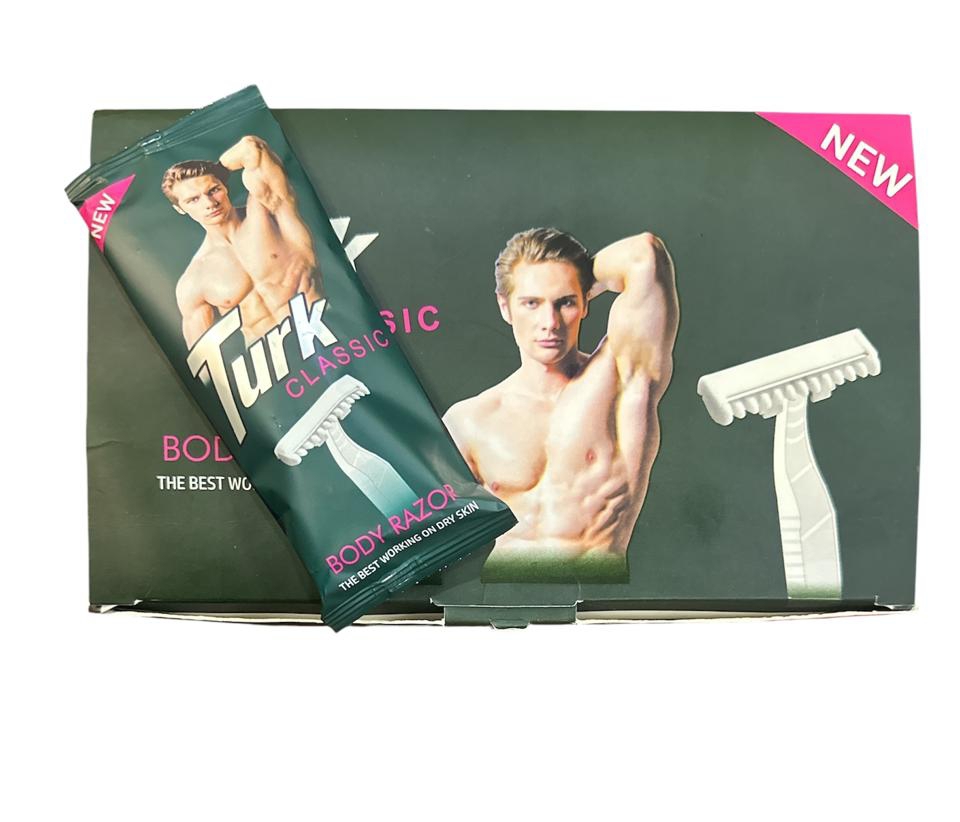 NEW
Turk
CLASSIC
BODY RAZOR
THE BEST WORKING ON DRY SKIN
NEW
SIC
BOD
THE BEST WO